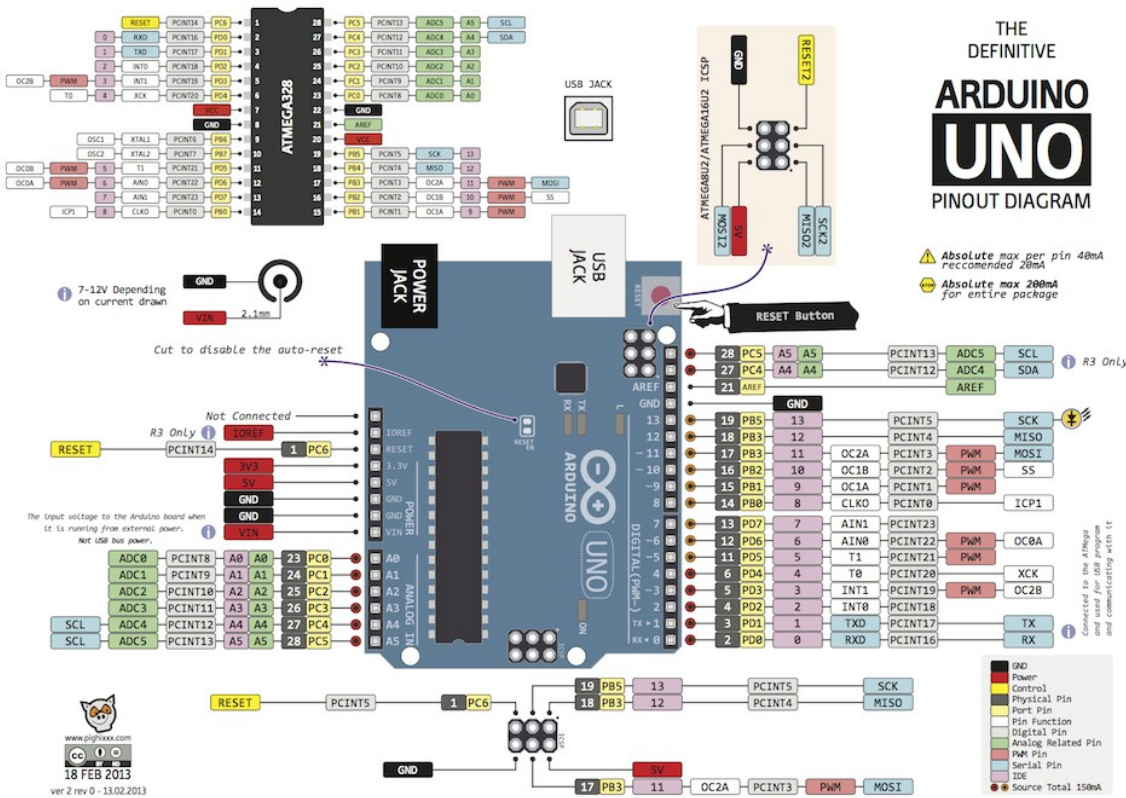 THE
DEFINITIVE
ARDUINO
UNO
PINOUT DIAGRAM
Absolute max per pin 40mA
reccomended 20mA
STOP
Absolute max 200mA
for entire package
ATMEGA328
RESET PCINT14 PC6 1
0 RXD PCINT16 PD0 2
1 TXD PCINT17 PD1 3
2 INT0 PCINT18 PD2 4
OC2B PWM 3 INT1 PCINT19 PD3 5
T0 4 XCK PCINT20 PD4 6
VCC 7
GND 8
OSC1 XTAL1 PCINT6 PB6 9
OSC2 XTAL2 PCINT7 PB7 10
OC0B PWM 5 T1 PCINT21 PD5 11
OC0A PWM 6 AIN0 PCINT22 PD6 12
7 AIN1 PCINT23 PD7 13
ICP1 8 CLKO PCINT0 PB0 14
28 PC5 PCINT13 ADC5 A5 SCL
27 PC4 PCINT12 ADC4 A4 SDA
26 PC3 PCINT11 ADC3 A3
25 PC2 PCINT10 ADC2 A2
24 PC1 PCINT9 ADC1 A1
23 PC0 PCINT8 ADC0 A0
22 GND
21 AREF
20 VCC
19 PB5 PCINT5 SCK 13
18 PB4 PCINT4 MISO 12
17 PB3 PCINT3 OC2A 11 PWM MOSI
16 PB2 PCINT2 OC1B 10 PWM SS
15 PB1 PCINT1 OC1A 9 PWM
USB JACK
ATMEGA8U2/ATMEGA16U2 ICSP
GND
RESET2
MOSI2
5V
MISO2
SCK2
7-12V Depending
on current drawn
GND
VIN
2.1mm
Cut to disable the auto-reset
POWER
JACK
USB
JACK
RESET
RESET Button
Not Connected
R3 Only IOREF
RESET PCINT14 1 PC6
3V3
5V
GND
GND
VIN
The input voltage to the Arduino board when
it is running from external power.
Not USB bus power.
ADC0 PCINT8 A0 A0 23 PC0
ADC1 PCINT9 A1 A1 24 PC1
ADC2 PCINT10 A2 A2 25 PC2
ADC3 PCINT11 A3 A3 26 PC3
SCL ADC4 PCINT12 A4 A4 27 PC4
SCL ADC5 PCINT13 A5 A5 28 PC5
IOREF
RESET
3.3V
5V
GND
GND
VIN
POWER
A0
A1
A2
A3
A4
A5
ANALOG IN
RESET
EN
RX
TX
L
ARDUINO
UNO
ON
ICSP
AREF
GND
13
12
~11
~10
~9
8
7
~6
~5
4
~3
2
TX 1
RX 0
DIGITAL(PWM~)
28 PC5 A5 A5 PCINT13 ADC5 SCL
27 PC4 A4 A4 PCINT12 ADC4 SDA
R3 Only
21 AREF AREF
GND
19 PB5 13 PCINT5 SCK
18 PB3 12 PCINT4 MISO
17 PB3 11 OC2A PCINT3 PWM MOSI
16 PB2 10 OC1B PCINT2 PWM SS
15 PB1 9 OC1A PCINT1 PWM
14 PB0 8 CLKO PCINT0 ICP1
13 PD7 7 AIN1 PCINT23
12 PD6 6 AIN0 PCINT22 PWM OC0A
11 PD5 5 T1 PCINT21 PWM
6 PD4 4 T0 PCINT20 XCK
5 PD3 3 INT1 PCINT19 PWM OC2B
4 PD2 2 INT0 PCINT18
3 PD1 1 TXD PCINT17 TX
2 PD0 0 RXD PCINT16 RX
Connected to the ATMega
and used for USB program
and communicating with it
RESET PCINT5 1 PC6
GND
ICSP
19 PB5 13 PCINT5 SCK
18 PB3 12 PCINT4 MISO
5V
17 PB3 11 OC2A PCINT3 PWM MOSI
GND
Power
Control
Physical Pin
Port Pin
Pin Function
Digital Pin
Analog Related Pin
PWM Pin
Serial Pin
IDE
Source Total 150mA
www.pighixxx.com
cc
BY ND
18 FEB 2013
ver 2 rev 0 - 13.02.2013